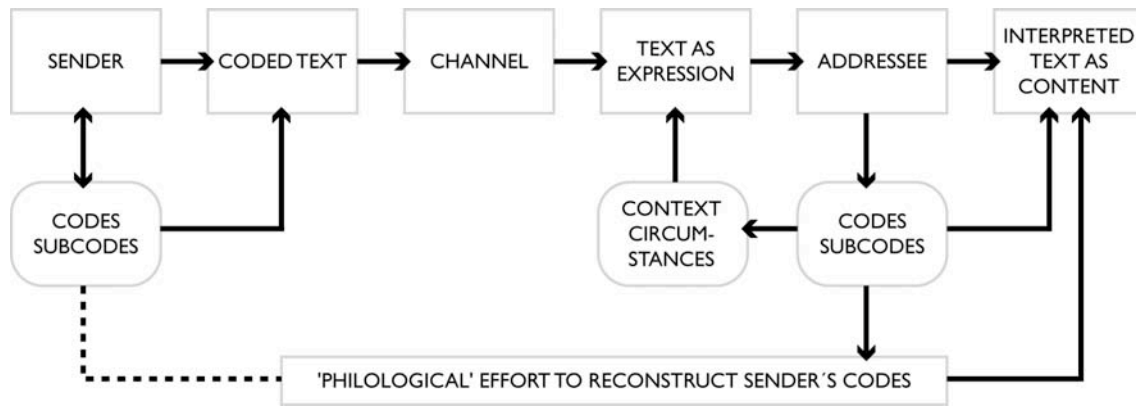 SENDER
CODED TEXT
CHANNEL
TEXT AS
EXPRESSION
ADDRESSEE
INTERPRETED
TEXT AS
CONTENT
CODES
SUBCODES
CONTEXT
CIRCUM-
STANCES
CODES
SUBCODES
'PHILOLOGICAL' EFFORT TO RECONSTRUCT SENDER´S CODES